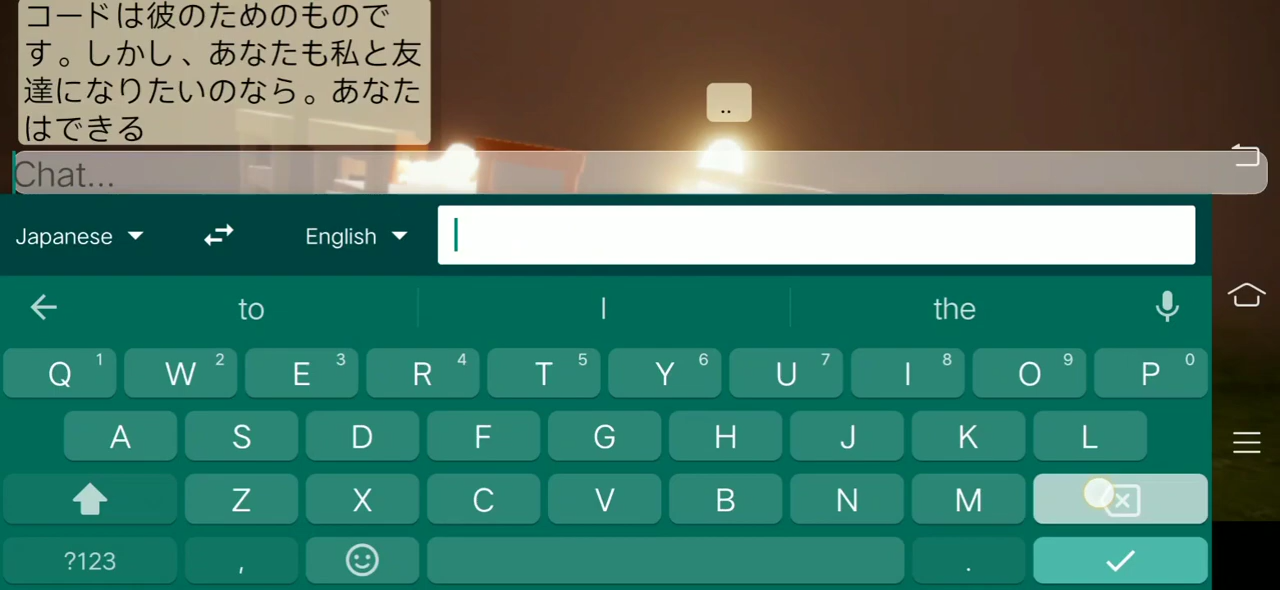 コードは彼のためのもので
す。しかし、あなたも私と友
達になりたいのなら。あなた
はできる
..
Chat...
Japanese English
to I the
Q 1 W 2 E 3 R 4 T 5 Y 6 U 7 I 8 O 9 P 0
A S D F G H J K L
Z X C V B N M
?123 , .